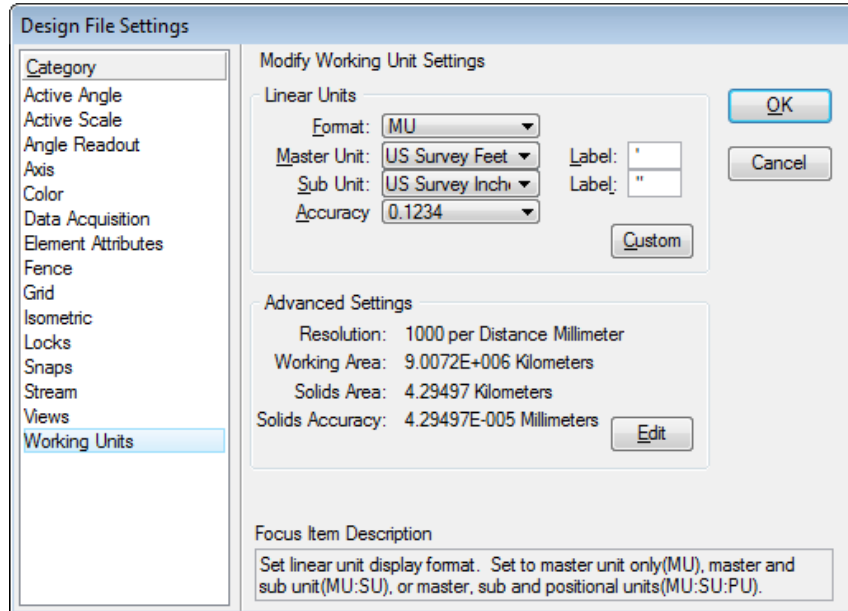 Design File Settings
Category
Active Angle
Active Scale
Angle Readout
Axis
Color
Data Acquisition
Element Attributes
Fence
Grid
Isometric
Locks
Snaps
Stream
Views
Working Units
Modify Working Unit Settings
Linear Units
Format: MU
Master Unit: US Survey Feet Label: '
Sub Unit: US Survey Inch Label: "
Accuracy 0.1234
Custom
Advanced Settings
Resolution: 1000 per Distance Millimeter
Working Area: 9.0072E+006 Kilometers
Solids Area: 4.29497 Kilometers
Solids Accuracy: 4.29497E-005 Millimeters
Edit
Focus Item Description
Set linear unit display format. Set to master unit only(MU), master and
sub unit(MU:SU), or master, sub and positional units(MU:SU:PU).
OK
Cancel